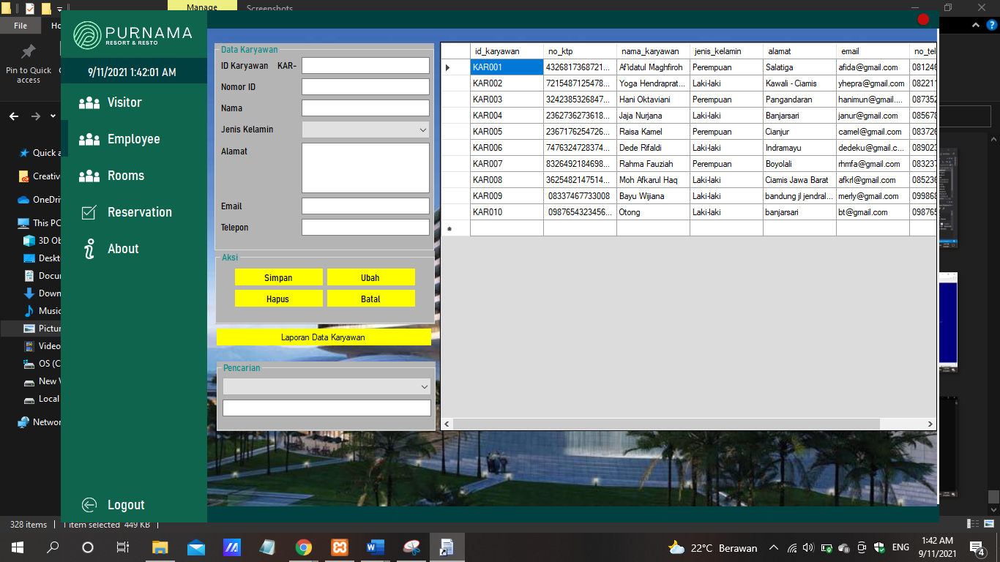 Manage
Screenshots
File
Ho
Pin to Quick
access
Quick a
Creativ
OneDriv
This PC
3D Ob
Deskt
Docum
Down
Music
Pictur
Video
OS (C
New V
Local
Networ
328 items
1 item selected 449 KB
PURNAMA
RESORT & RESTO
9/11/2021 1:42:01 AM
Visitor
Employee
Rooms
Reservation
About
Logout
Data Karyawan
ID Karyawan KAR-
Nomor ID
Nama
Jenis Kelamin
Alamat
Email
Telepon
Aksi
Simpan Ubah
Hapus Batal
Laporan Data Karyawan
Pencarian
id_karyawan no_ktp nama_karyawan jenis_kelamin alamat email no_tel
KAR001 4326817368721... Af'idatul Maghfiroh Perempuan Salatiga afida@gmail.com 081246
KAR002 7215487125478... Yoga Hendraprat... Laki-laki Kawali - Ciamis yhepra@gmail.com 082211
KAR003 3242385326847... Hani Oktaviani Perempuan Pangandaran hanimun@gmail.... 087352
KAR004 2362736273618... Jaja Nurjana Laki-laki Banjarsari janur@gmail.com 085678
KAR005 2367176254726... Raisa Kamel Perempuan Cianjur camel@gmail.com 083726
KAR006 7476324728374... Dede Rifaldi Laki-laki Indramayu dedeku@gmail.c... 089023
KAR007 8326492184698... Rahma Fauziah Perempuan Boyolali rhmfa@gmail.com 083237
KAR008 3625482147514... Moh Afkarul Haq Laki-laki Ciamis Jawa Barat afkrl@gmail.com 085236
KAR009 08337467733008 Bayu Wijiana Laki-laki bandung jl jendral... merly@gmail.com 099868
KAR010 0987654323456... Otong Laki-laki banjarsari bt@gmail.com 098765
22°C Berawan
ENG
1:42 AM
9/11/2021
4